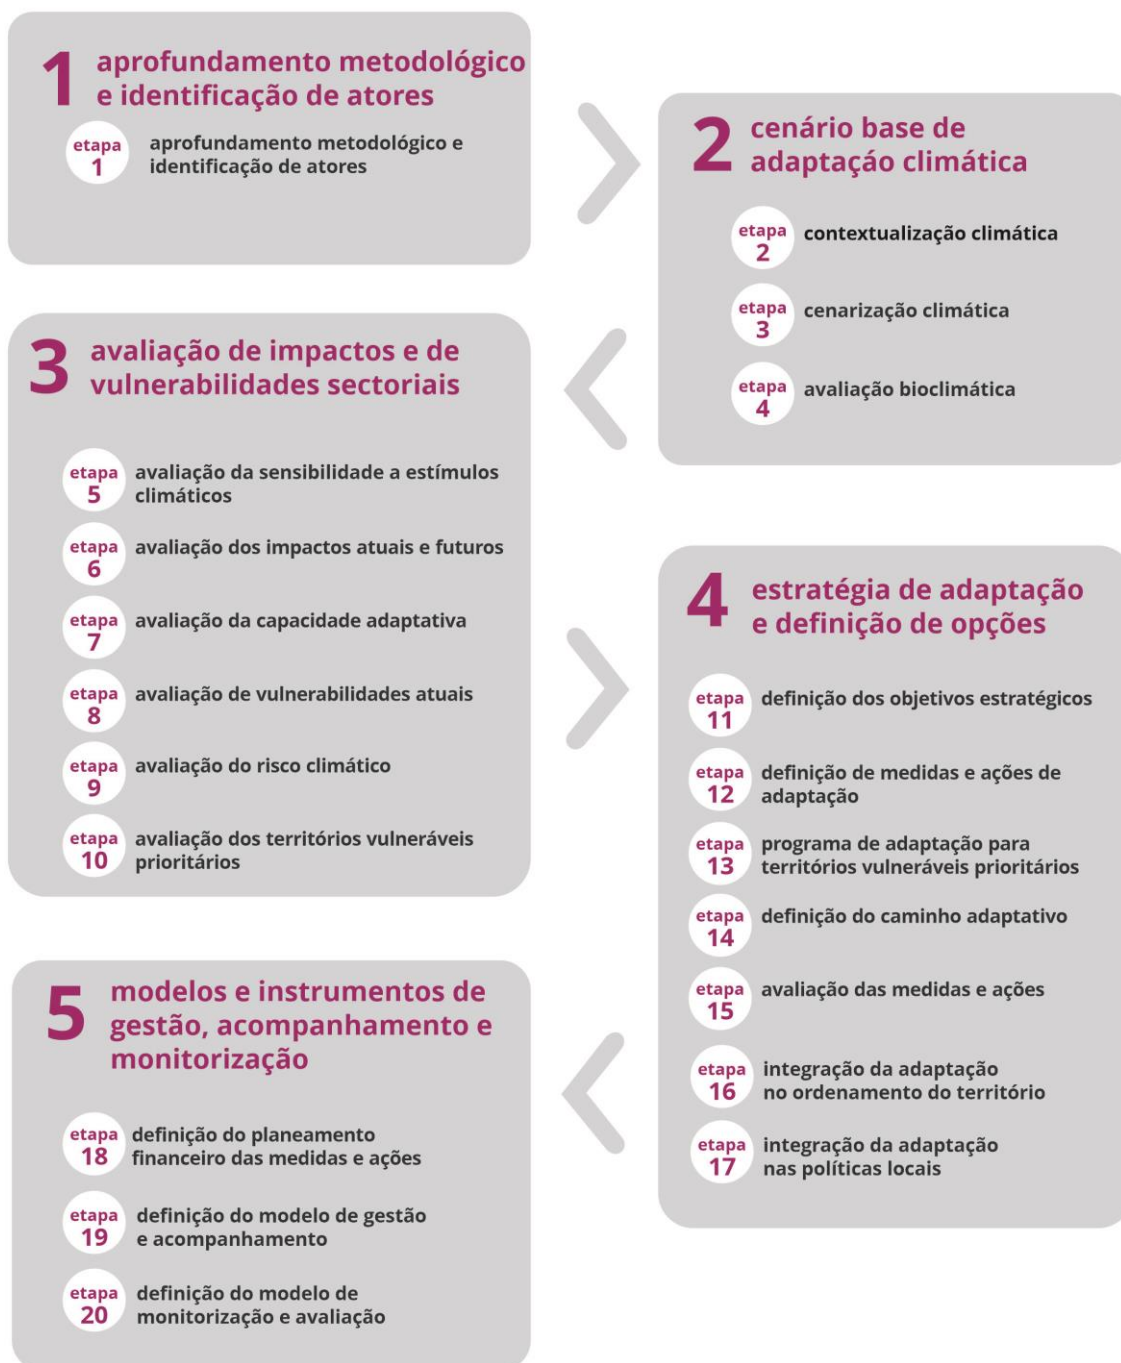 1
aprofundamento metodológico
e identificação de atores
etapa
1
aprofundamento metodológico e
identificação de atores
2
cenário base de
adaptaçáo climática
etapa
2
contextualização climática
etapa
3
cenarização climática
etapa
4
avaliação bioclimática
3
avaliação de impactos e de
vulnerabilidades sectoriais
etapa
5
avaliação da sensibilidade a estímulos
climáticos
etapa
6
avaliação dos impactos atuais e futuros
etapa
7
avaliação da capacidade adaptativa
etapa
8
avaliação de vulnerabilidades atuais
etapa
9
avaliação do risco climático
etapa
10
avaliação dos territórios vulneráveis
prioritários
4
estratégia de adaptação
e definição de opções
etapa
11
definição dos objetivos estratégicos
etapa
12
definição de medidas e ações de
adaptação
etapa
13
programa de adaptação para
territórios vulneráveis prioritários
etapa
14
definição do caminho adaptativo
etapa
15
avaliação das medidas e ações
etapa
16
integração da adaptação
no ordenamento do território
etapa
17
integração da adaptação
nas políticas locais
5
modelos e instrumentos de
gestão, acompanhamento e
monitorização
etapa
18
definição do planeamento
financeiro das medidas e ações
etapa
19
definição do modelo de gestão
e acompanhamento
etapa
20
definição do modelo de
monitorização e avaliação